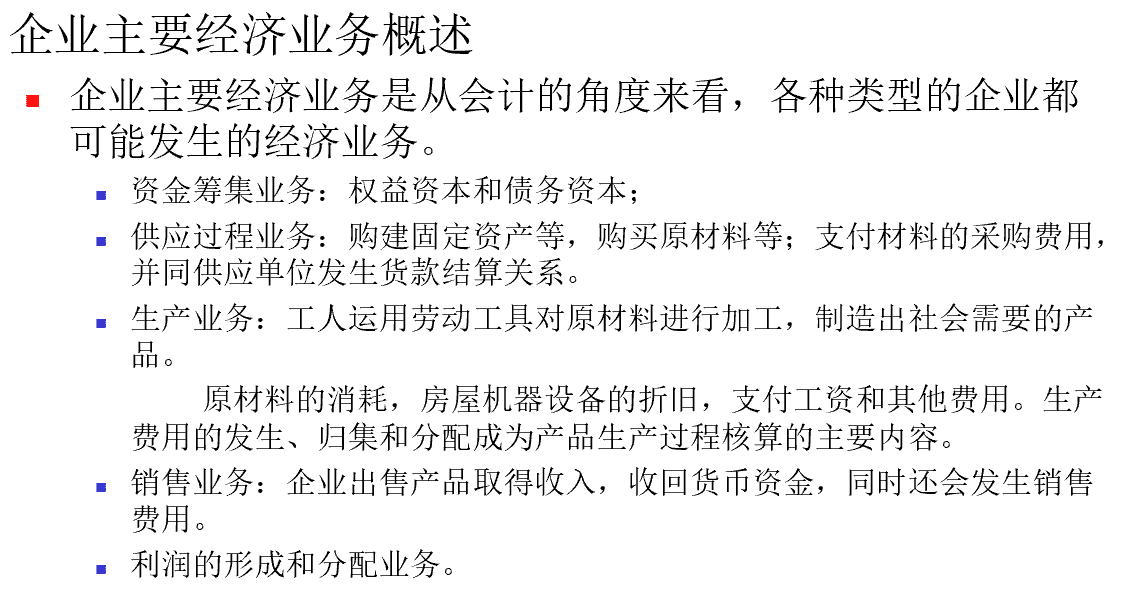 企业主要经济业务概述
企业主要经济业务是从会计的角度来看，各种类型的企业都
可能发生的经济业务。
资金筹集业务：权益资本和债务资本；
供应过程业务：购建固定资产等，购买原材料等；支付材料的采购费用，
并同供应单位发生货款结算关系。
生产业务：工人运用劳动工具对原材料进行加工，制造出社会需要的产
品。
原材料的消耗，房屋机器设备的折旧，支付工资和其他费用。生产
费用的发生、归集和分配成为产品生产过程核算的主要内容。
销售业务：企业出售产品取得收入，收回货币资金，同时还会发生销售
费用。
利润的形成和分配业务。